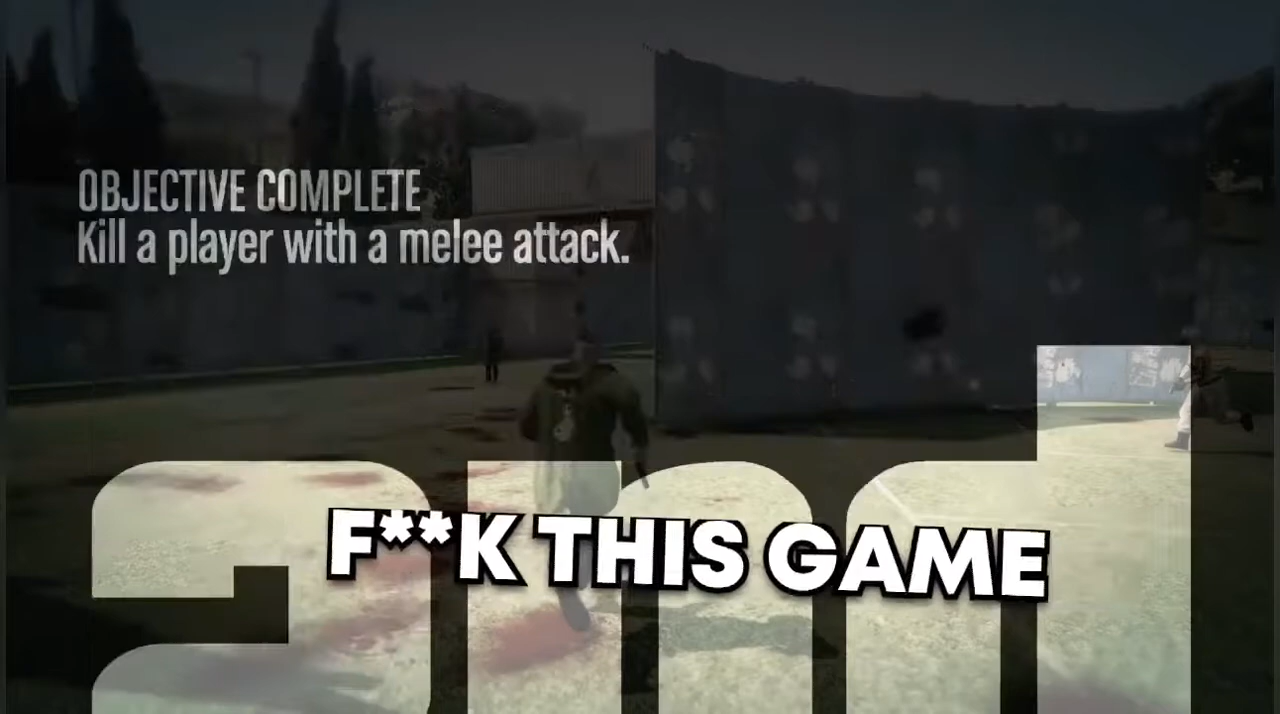 OBJECTIVE COMPLETE
Kill a player with a melee attack.
F**K THIS GAME
and